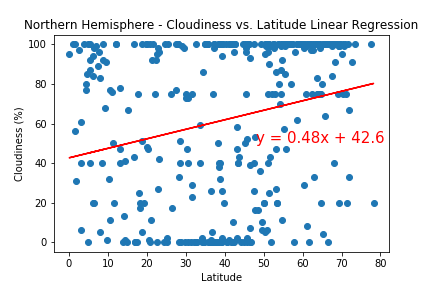 Northern Hemisphere - Cloudiness vs. Latitude Linear Regression
100
80
60
40
20
0
Cloudiness (%)
y = 0.48x + 42.6
0 10 20 30 40 50 60 70 80
Latitude